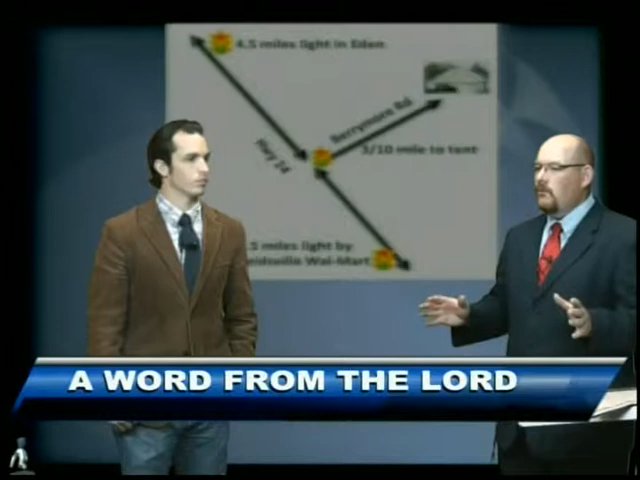 4.5 miles light in Eden
Berrymore Rd
Hwy 14
3/10 mile to tent
.5 miles light by
eidsville Wal-Mart
A WORD FROM THE LORD